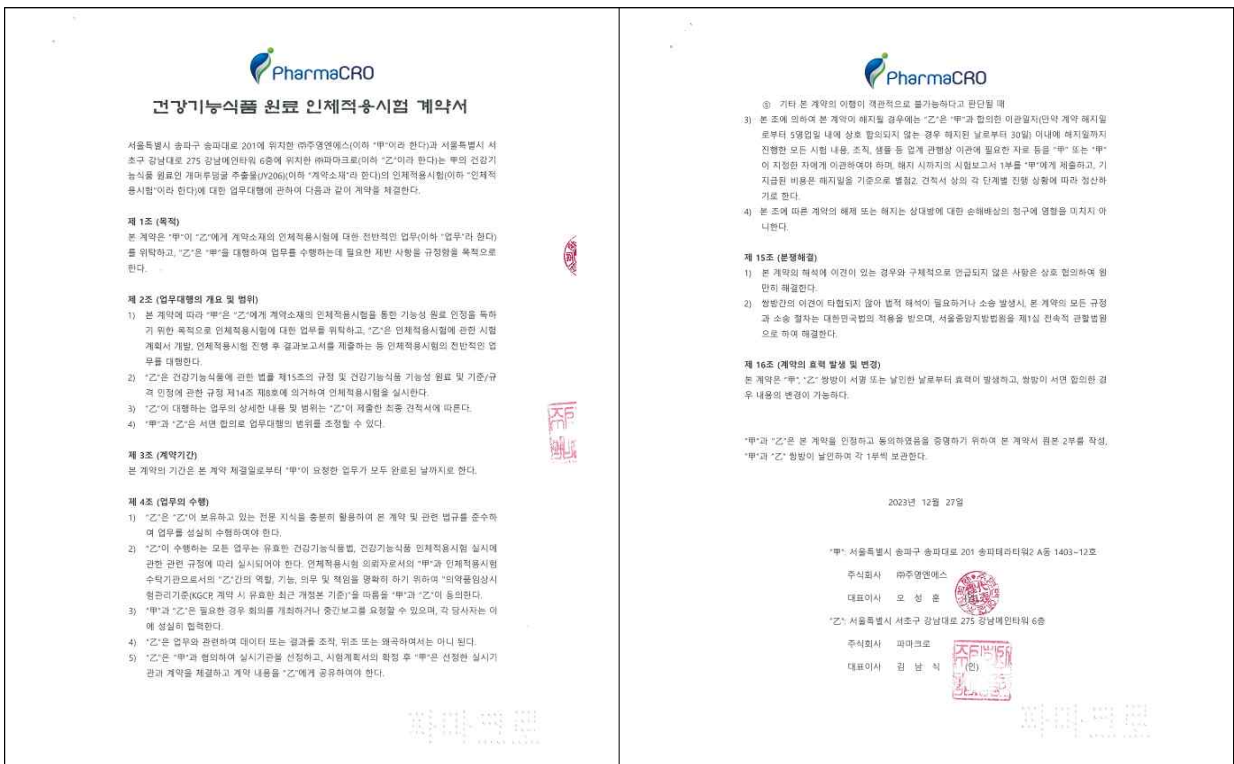 PharmaCRO
건강기능식품 원료 인체적용시험 계약서
서울특별시 송파구 송파대로 201에 위치한 ㈜주영엔에스(이하 "甲"이라 한다)과 서울특별시 서
초구 강남대로 275 강남메인타워 6층에 위치한 ㈜파마크로(이하 "乙"이라 한다)는 甲의 건강기
능식품 원료인 개머루덩굴 추출물(JY206)(이하 "계약소재"라 한다)의 인체적용시험(이하 "인체적
용시험"이라 한다)에 대한 업무대행에 관하여 다음과 같이 계약을 체결한다.
제 1조 (목적)
본 계약은 "甲"이 "乙"에게 계약소재의 인체적용시험에 대한 전반적인 업무(이하 "업무"라 한다)
를 위탁하고, "乙"은 "甲"을 대행하여 업무를 수행하는데 필요한 제반 사항을 규정함을 목적으로
한다.
제 2조 (업무대행의 개요 및 범위)
1) 본 계약에 따라 "甲"은 "乙"에게 계약소재의 인체적용시험을 통한 기능성 원료 인정을 득하
기 위한 목적으로 인체적용시험에 대한 업무를 위탁하고, "乙"은 인체적용시험에 관한 시험
계획서 개발, 인체적용시험 진행 후 결과보고서를 제출하는 등 인체적용시험의 전반적인 업
무를 대행한다.
2) "乙"은 건강기능식품에 관한 법률 제15조의 규정 및 건강기능식품 기능성 원료 및 기준/규
격 인정에 관한 규정 제14조 제8호에 의거하여 인체적용시험을 실시한다.
3) "乙"이 대행하는 업무의 상세한 내용 및 범위는 "乙"이 제출한 최종 견적서에 따른다.
4) "甲"과 "乙"은 서면 합의로 업무대행의 범위를 조정할 수 있다.
제 3조 (계약기간)
본 계약의 기간은 본 계약 체결일로부터 "甲"이 요청한 업무가 모두 완료된 날까지로 한다.
제 4조 (업무의 수행)
1) "乙"은 "乙"이 보유하고 있는 전문 지식을 충분히 활용하여 본 계약 및 관련 법규를 준수하
여 업무를 성실히 수행하여야 한다.
2) "乙"이 수행하는 모든 업무는 유효한 건강기능식품법, 건강기능식품 인체적용시험 실시에
관한 관련 규정에 따라 실시되어야 한다. 인체적용시험 의뢰자로서의 "甲"과 인체적용시험
수탁기관으로서의 "乙"간의 역할, 기능, 의무 및 책임을 명확히 하기 위하여 "의약품임상시
험관리기준(KGCP, 계약 시 유효한 최근 개정본 기준)"을 따름을 "甲"과 "乙"이 동의한다.
3) "甲"과 "乙"은 필요한 경우 회의를 개최하거나 중간보고를 요청할 수 있으며, 각 당사자는 이
에 성실히 협력한다.
4) "乙"은 업무와 관련하여 데이터 또는 결과를 조작, 위조 또는 왜곡하여서는 아니 된다.
5) "乙"은 "甲"과 협의하여 실시기관을 선정하고, 시험계획서의 확정 후 "甲"은 선정한 실시기
관과 계약을 체결하고 계약 내용을 "乙"에게 공유하여야 한다.
파마크로
PharmaCRO
⑤ 기타 본 계약의 이행이 객관적으로 불가능하다고 판단될 때
3) 본 조에 의하여 본 계약이 해지될 경우에는 "乙"은 "甲"과 합의한 이관일지(만약 계약 해지일
로부터 5영업일 내에 상호 합의되지 않는 경우 해지된 날로부터 30일) 이내에 해지일까지
진행한 모든 시험 내용, 조직, 샘플 등 업계 관행상 이관에 필요한 자료 등을 "甲" 또는 "甲"
이 지정한 자에게 이관하여야 하며, 해지 시까지의 시험보고서 1부를 "甲"에게 제출하고, 기
지급된 비용은 해지일을 기준으로 별첨2. 견적서 상의 각 단계별 진행 상황에 따라 정산하
기로 한다.
4) 본 조에 따른 계약의 해제 또는 해지는 상대방에 대한 손해배상의 청구에 영향을 미치지 아
니한다.
제 15조 (분쟁해결)
1) 본 계약의 해석에 이견이 있는 경우와 구체적으로 언급되지 않은 사항은 상호 협의하여 원
만히 해결한다.
2) 쌍방간의 이견이 타협되지 않아 법적 해석이 필요하거나 소송 발생시, 본 계약의 모든 규정
과 소송 절차는 대한민국법의 적용을 받으며, 서울중앙지방법원을 제1심 전속적 관할법원
으로 하여 해결한다.
제 16조 (계약의 효력 발생 및 변경)
본 계약은 "甲", "乙" 쌍방이 서명 또는 날인한 날로부터 효력이 발생하고, 쌍방이 서면 합의한 경
우 내용의 변경이 가능하다.
"甲"과 "乙"은 본 계약을 인정하고 동의하였음을 증명하기 위하여 본 계약서 원본 2부를 작성,
"甲"과 "乙" 쌍방이 날인하여 각 1부씩 보관한다.
2023년 12월 27일
"甲": 서울특별시 송파구 송파대로 201 송파테라타워2 A동 1403~12호
주식회사 ㈜주영엔에스
대표이사 오 성 훈
"乙": 서울특별시 서초구 강남대로 275 강남메인타워 6층
주식회사 파마크로
대표이사 김 남 식 (인)
파마크로